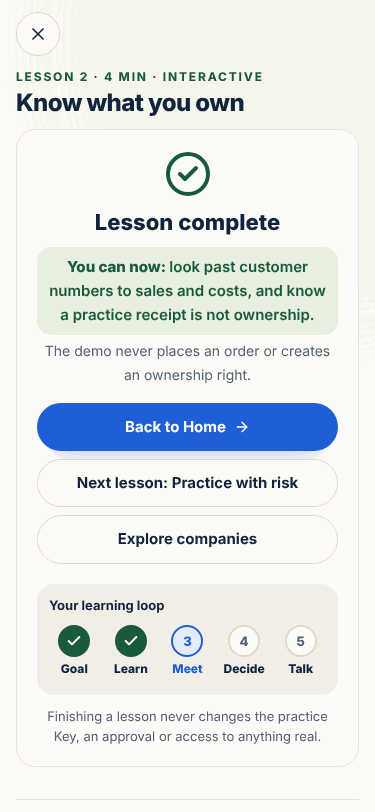 LESSON 2 · 4 MIN · INTERACTIVE
Know what you own
Lesson complete
You can now: look past customer
numbers to sales and costs, and know
a practice receipt is not ownership.
The demo never places an order or creates
an ownership right.
Back to Home →
Next lesson: Practice with risk
Explore companies
Your learning loop
3 4 5
Goal Learn Meet Decide Talk
Finishing a lesson never changes the practice
Key, an approval or access to anything real.